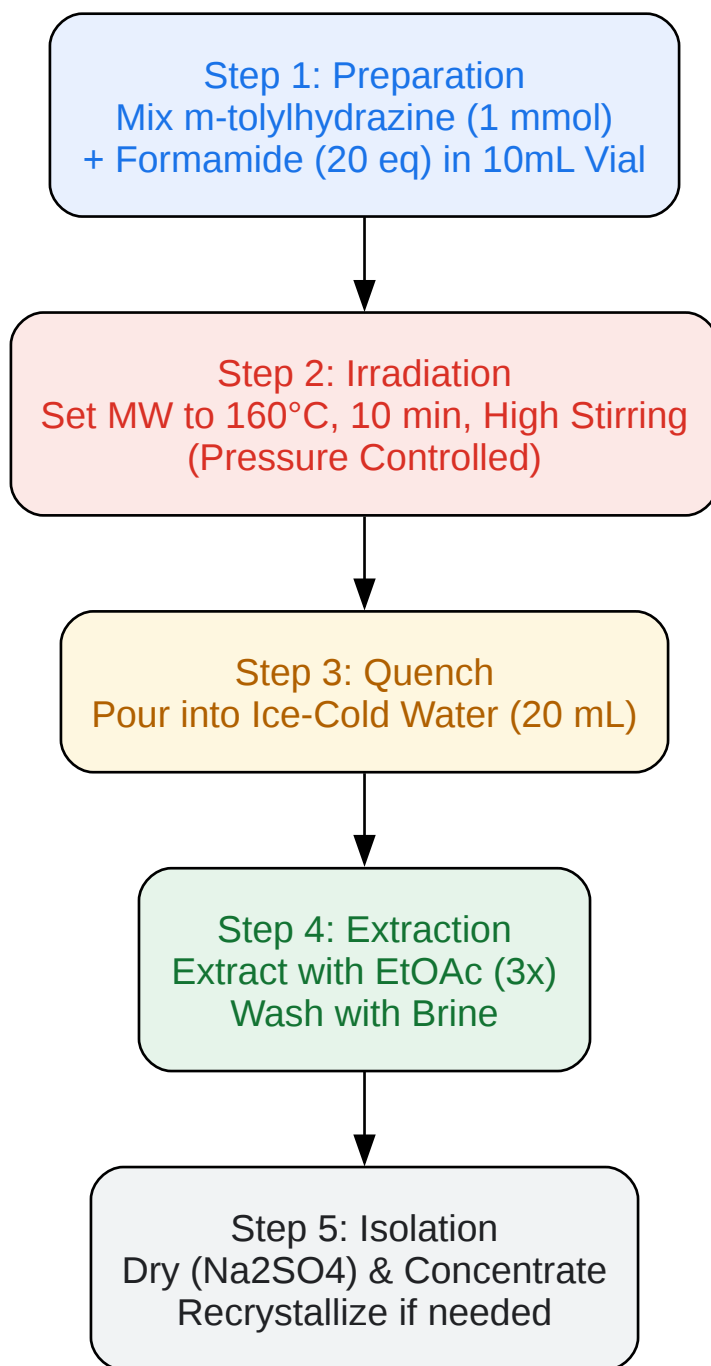 Step 1: Preparation
Mix m-tolylhydrazine (1 mmol)
+ Formamide (20 eq) in 10mL Vial
Step 2: Irradiation
Set MW to 160°C, 10 min, High Stirring
(Pressure Controlled)
Step 3: Quench
Pour into Ice-Cold Water (20 mL)
Step 4: Extraction
Extract with EtOAc (3x)
Wash with Brine
Step 5: Isolation
Dry (Na2SO4) & Concentrate
Recrystallize if needed